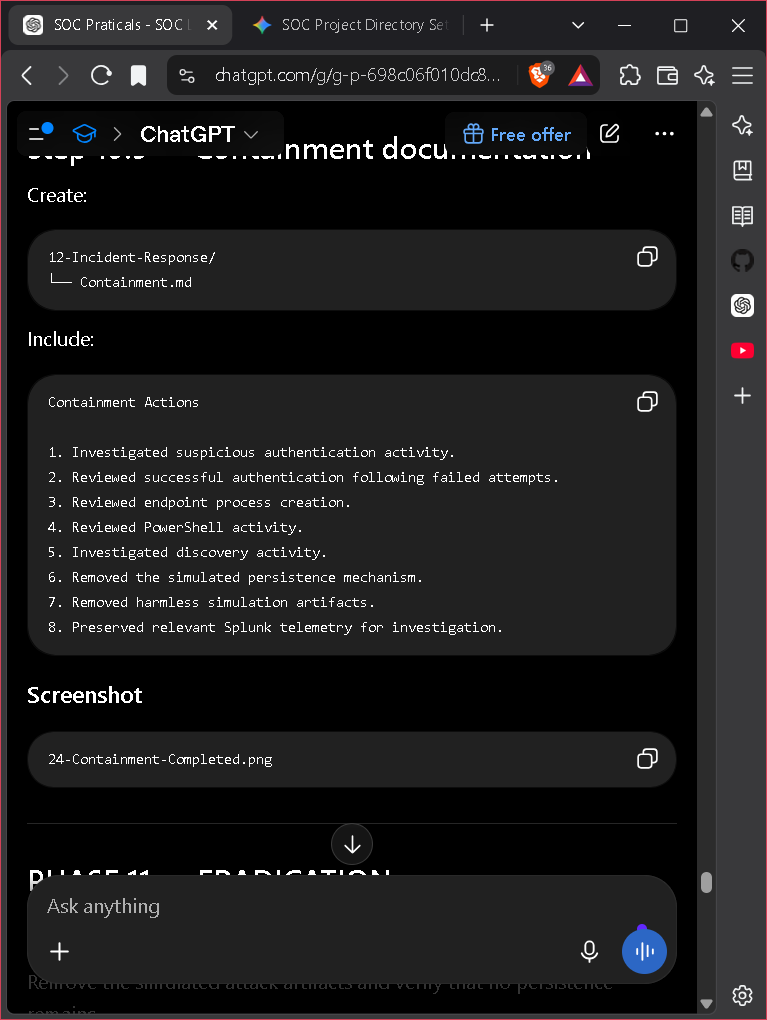 SOC Praticals - SOC L
SOC Project Directory Set
chatgpt.com/g/g-p-698c06f010dc8...
36
ChatGPT
Free offer
Containment documentation
Create:
12-Incident-Response/
└── Containment.md
Include:
Containment Actions
1. Investigated suspicious authentication activity.
2. Reviewed successful authentication following failed attempts.
3. Reviewed endpoint process creation.
4. Reviewed PowerShell activity.
5. Investigated discovery activity.
6. Removed the simulated persistence mechanism.
7. Removed harmless simulation artifacts.
8. Preserved relevant Splunk telemetry for investigation.
Screenshot
24-Containment-Completed.png
PHASE 11 — ERADICATION
Ask anything
Remove the simulated attack artifacts and verify that no persistence
remains